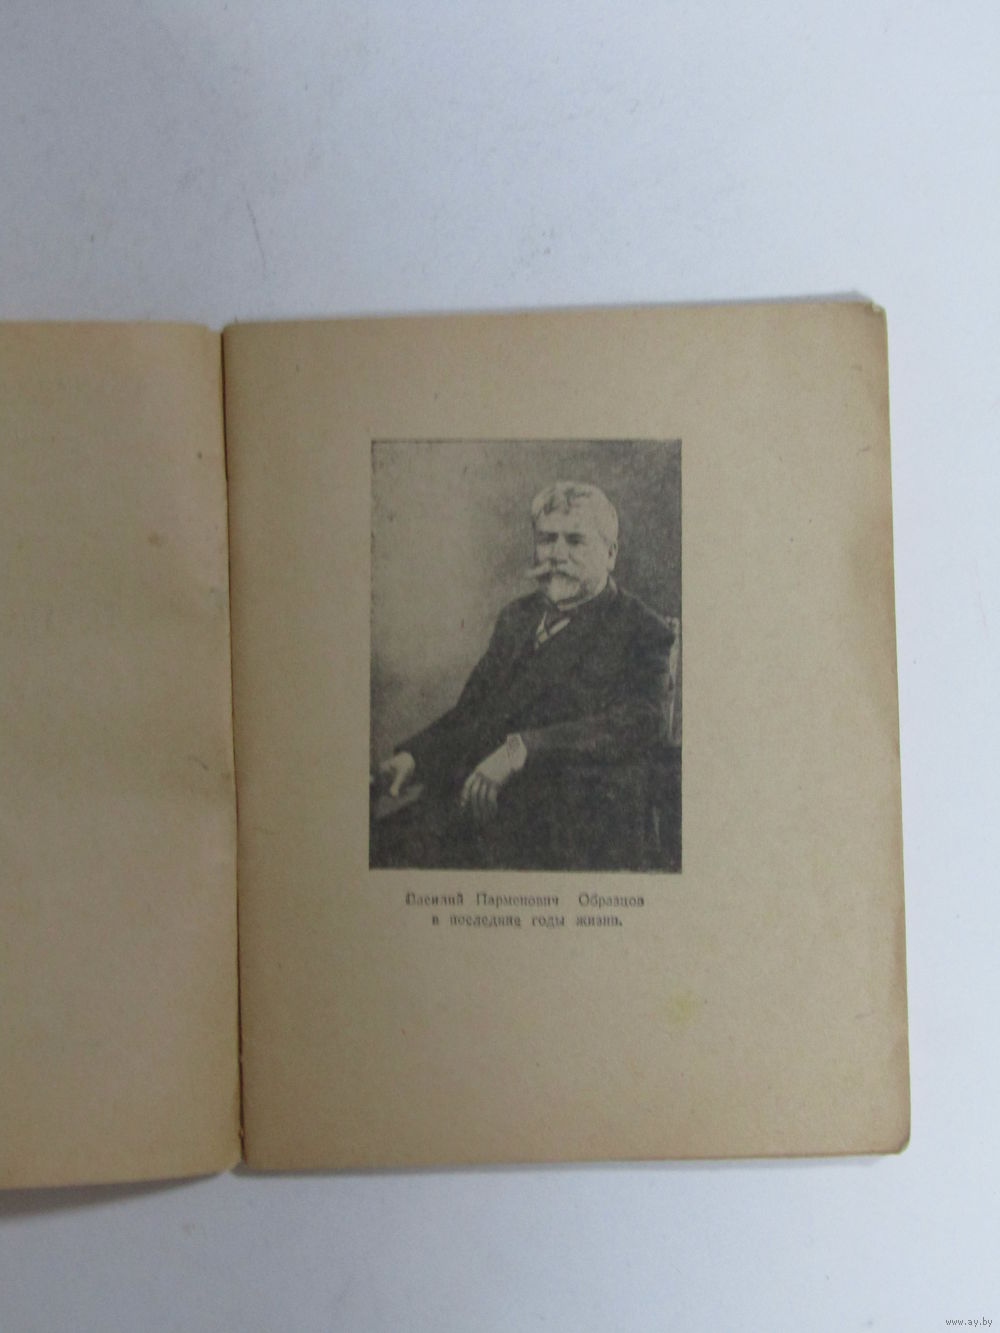 Василий Парменович Образцов
в последние годы жизни.
www.ay.by